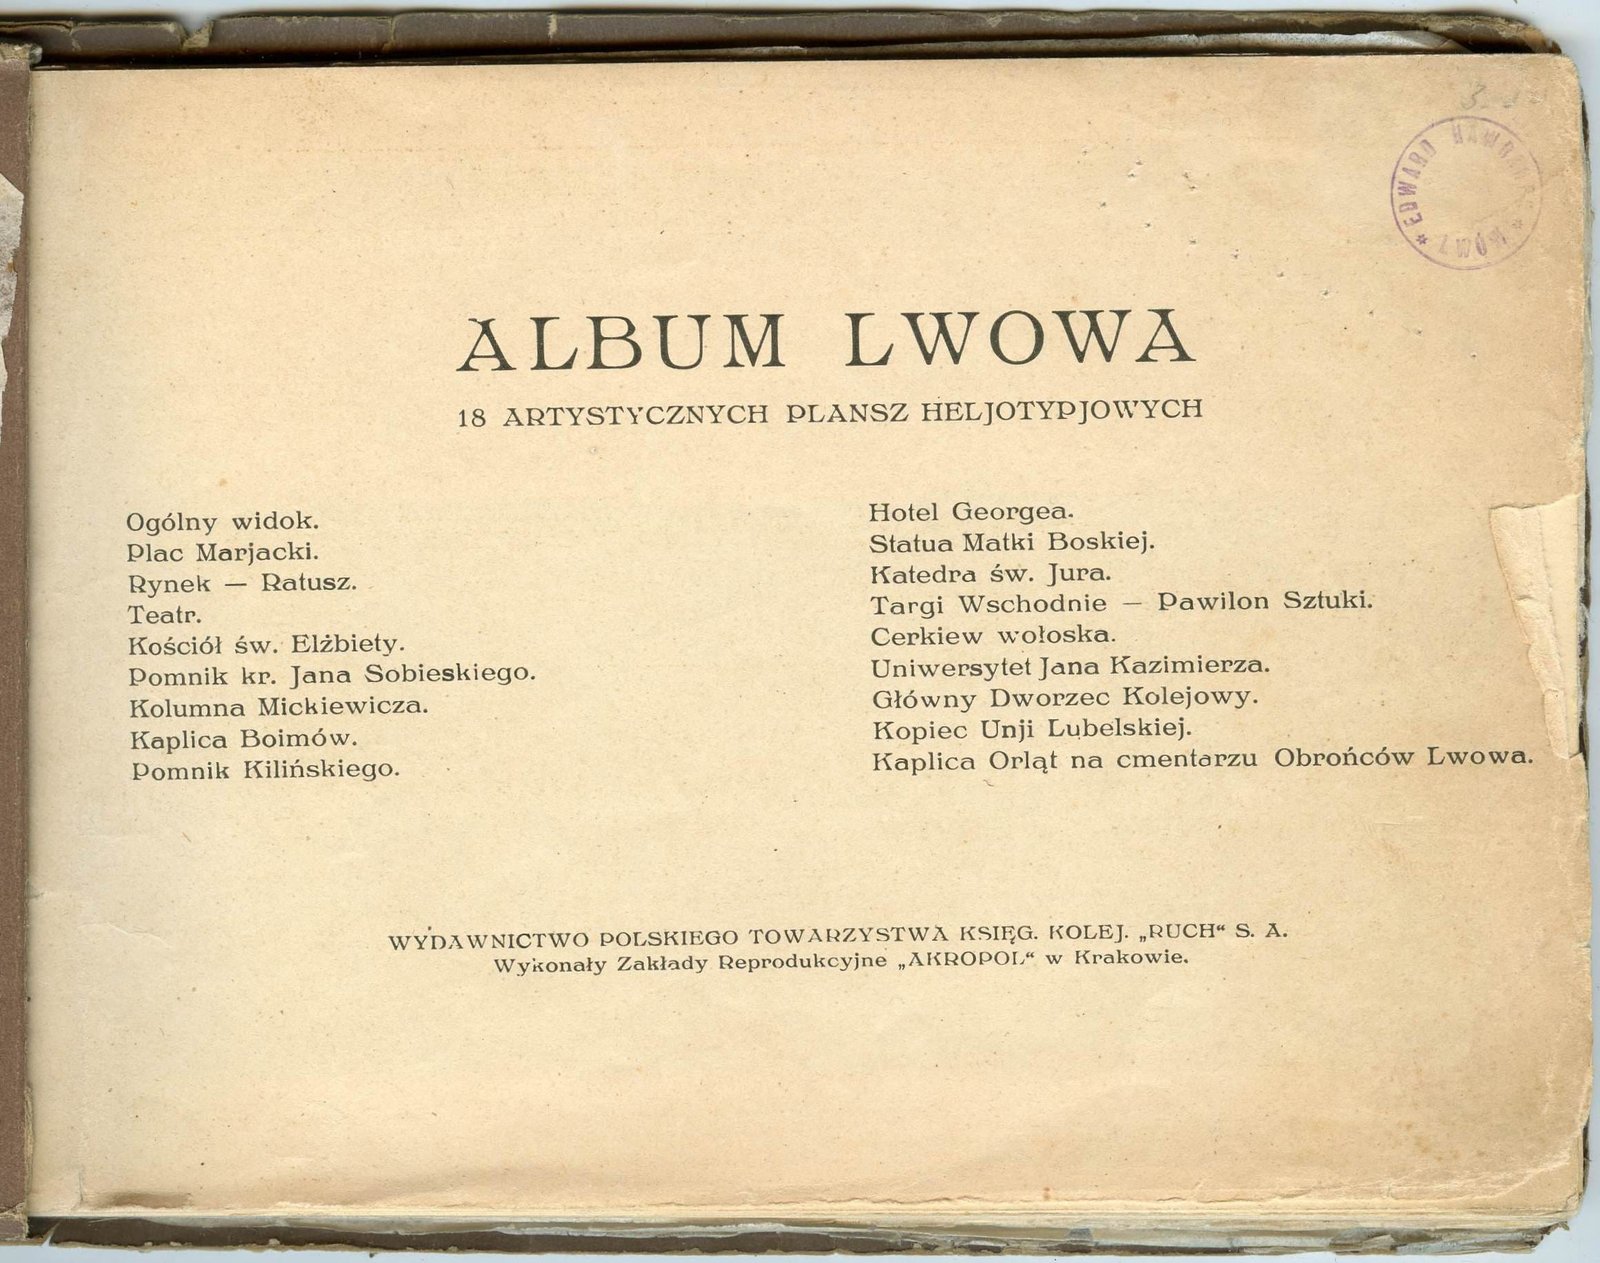 EDWARD
LWÓW
ALBUM LWOWA
18 ARTYSTYCZNYCH PLANSZ HELJOTYPJOWYCH
Ogólny widok.
Plac Marjacki.
Rynek — Ratusz.
Teatr.
Kościół św. Elżbiety.
Pomnik kr. Jana Sobieskiego.
Kolumna Mickiewicza.
Kaplica Boimów.
Pomnik Kilińskiego.
Hotel Georgea.
Statua Matki Boskiej.
Katedra św. Jura.
Targi Wschodnie — Pawilon Sztuki.
Cerkiew wołoska.
Uniwersytet Jana Kazimierza.
Główny Dworzec Kolejowy.
Kopiec Unji Lubelskiej.
Kaplica Orląt na cmentarzu Obrońców Lwowa.
WYDAWNICTWO POLSKIEGO TOWARZYSTWA KSIĘG. KOLEJ. „RUCH“ S. A.
Wykonały Zakłady Reprodukcyjne „AKROPOL“ w Krakowie.